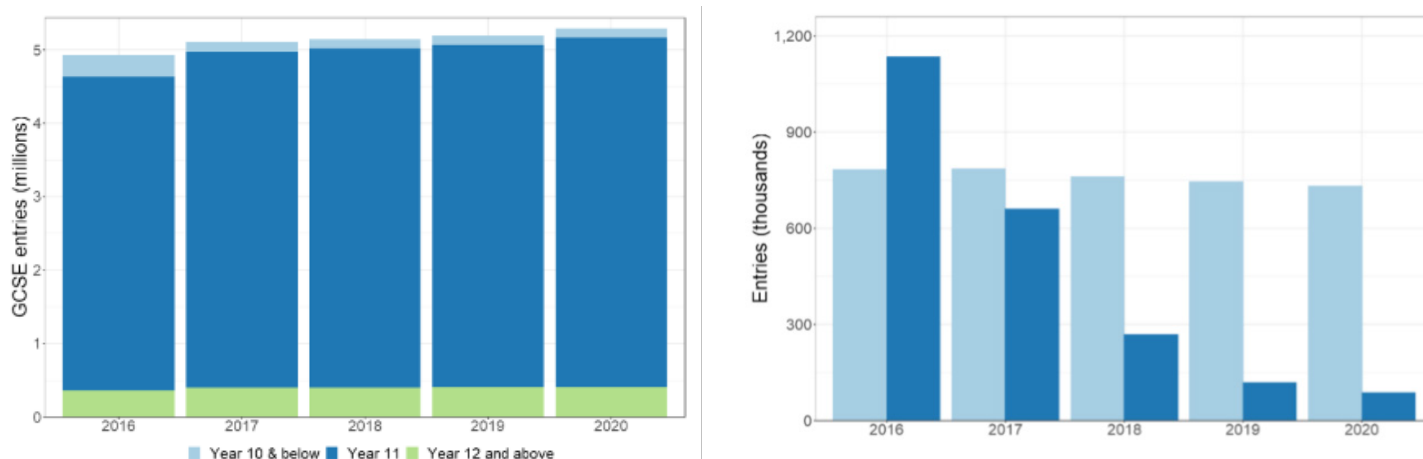 GCSE entries (millions)
5
4
3
2
1
0
2016 2017 2018 2019 2020
Year 10 & below Year 11 Year 12 and above
Entries (thousands)
1,200
900
600
300
0
2016 2017 2018 2019 2020